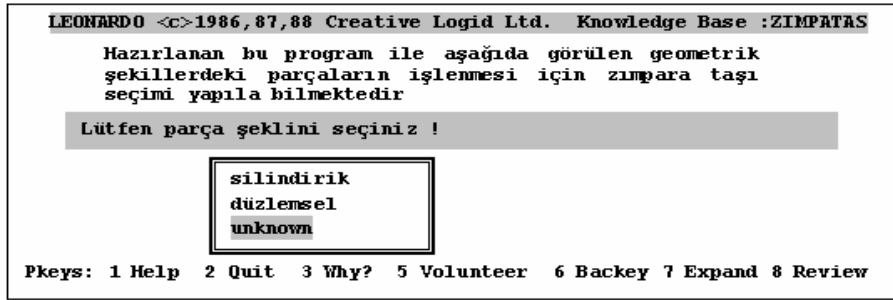 LEONARDO <c>1986,87,88 Creative Logid Ltd. Knowledge Base :ZIMPATAS
Hazırlanan bu program ile aşağıda görülen geometrik
şekillerdeki parçaların işlenmesi için zımpara taşı
seçimi yapıla bilmektedir
Lütfen parça şeklini seçiniz !
silindirik
düzlemsel
unknown
Pkeys: 1 Help 2 Quit 3 Why? 5 Volunteer 6 Backey 7 Expand 8 Review